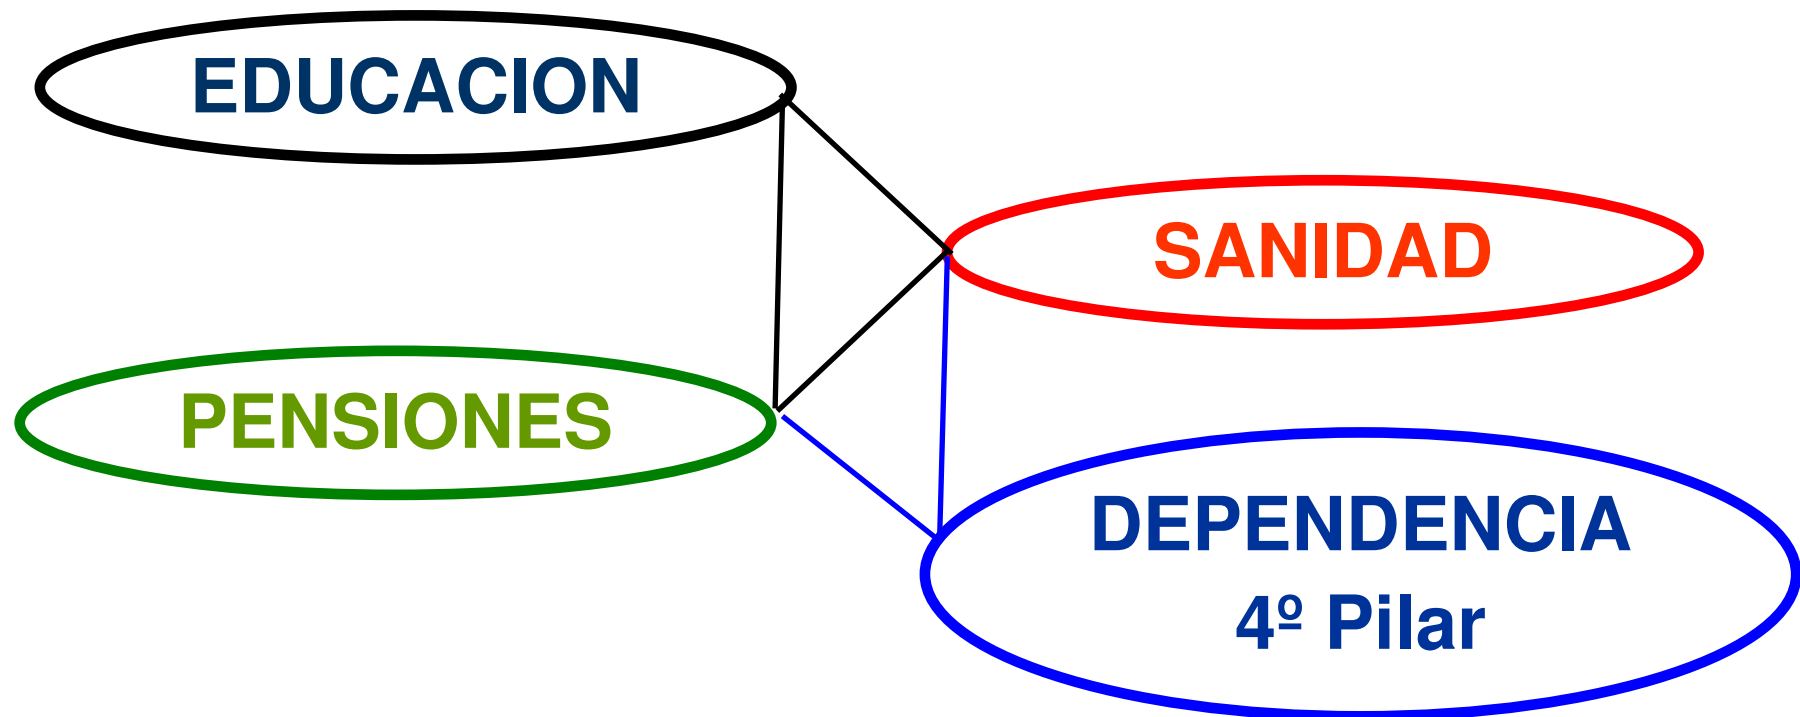 EDUCACION
SANIDAD
PENSIONES
DEPENDENCIA
4º Pilar